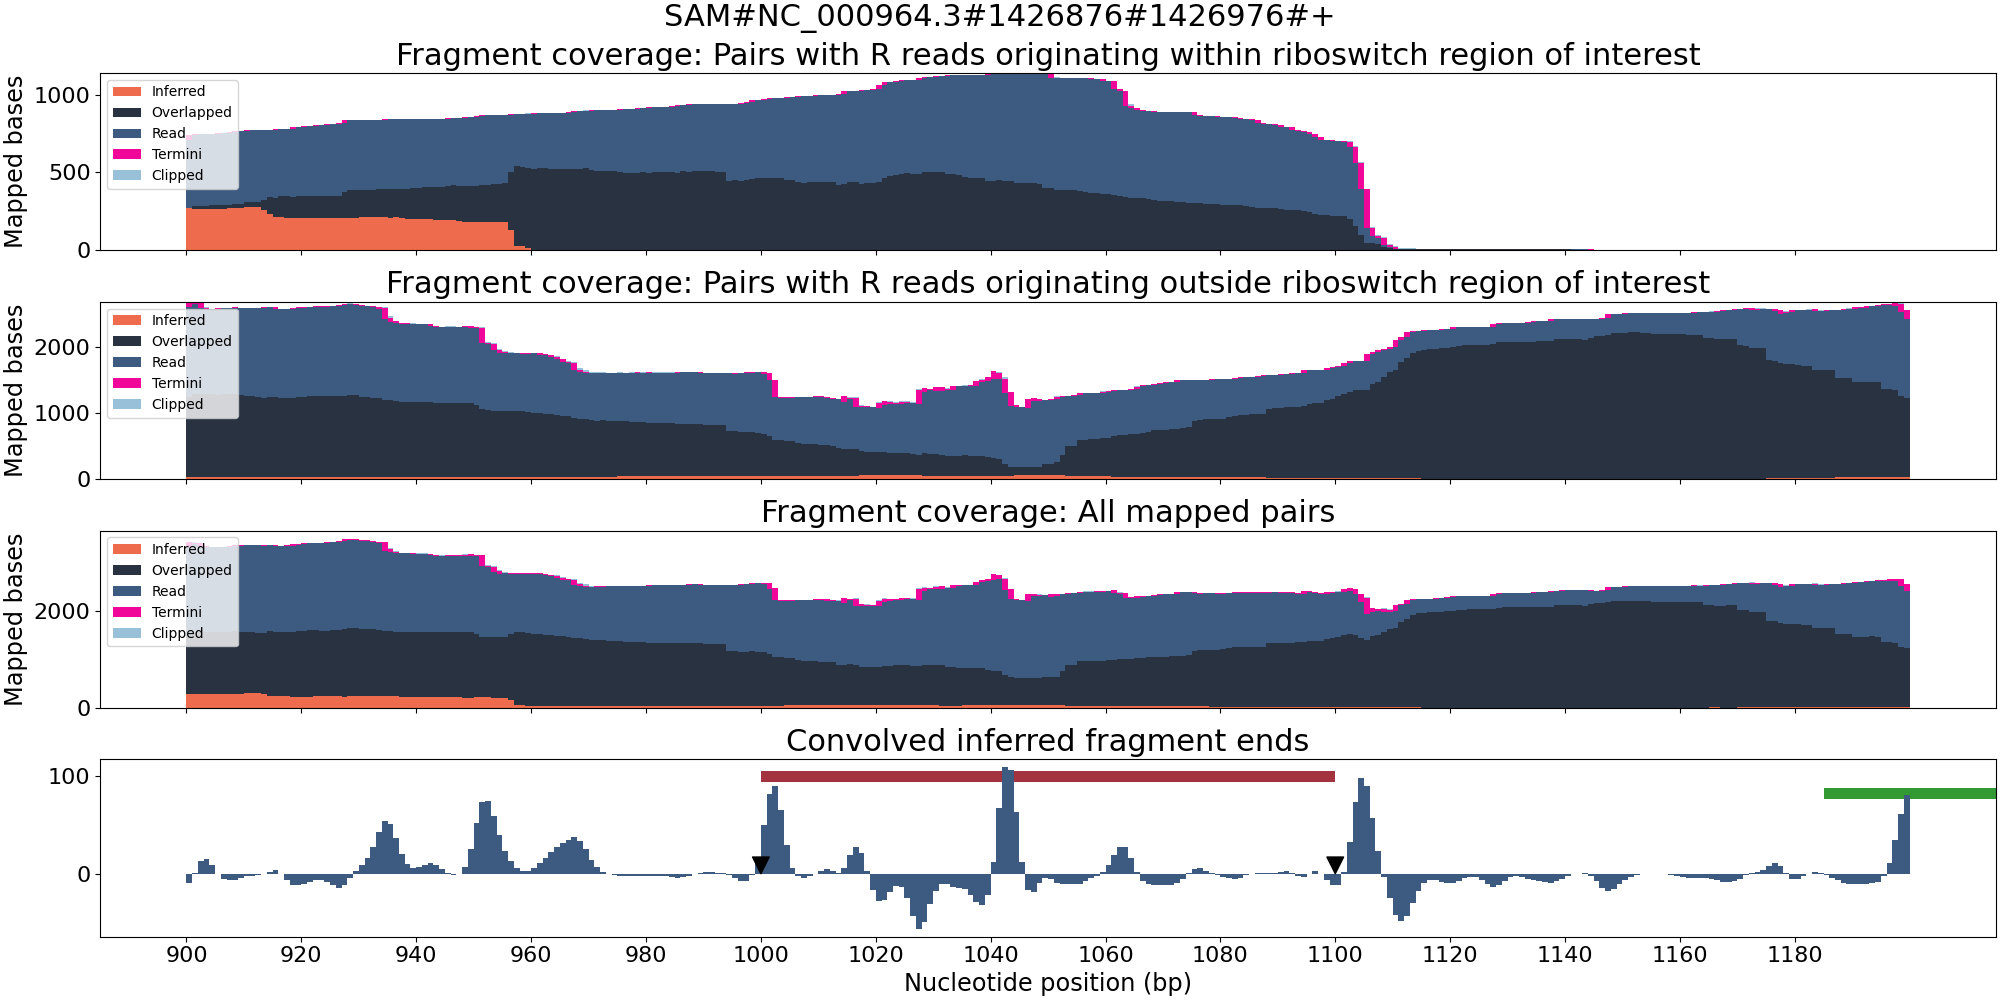 SAM#NC_000964.3#1426876#1426976#+
Fragment coverage: Pairs with R reads originating within riboswitch region of interest
Mapped bases
1000
500
0
Inferred
Overlapped
Read
Termini
Clipped
Fragment coverage: Pairs with R reads originating outside riboswitch region of interest
Mapped bases
2000
1000
0
Inferred
Overlapped
Read
Termini
Clipped
Fragment coverage: All mapped pairs
Mapped bases
2000
0
Inferred
Overlapped
Read
Termini
Clipped
Convolved inferred fragment ends
100
0
900 920 940 960 980 1000 1020 1040 1060 1080 1100 1120 1140 1160 1180
Nucleotide position (bp)